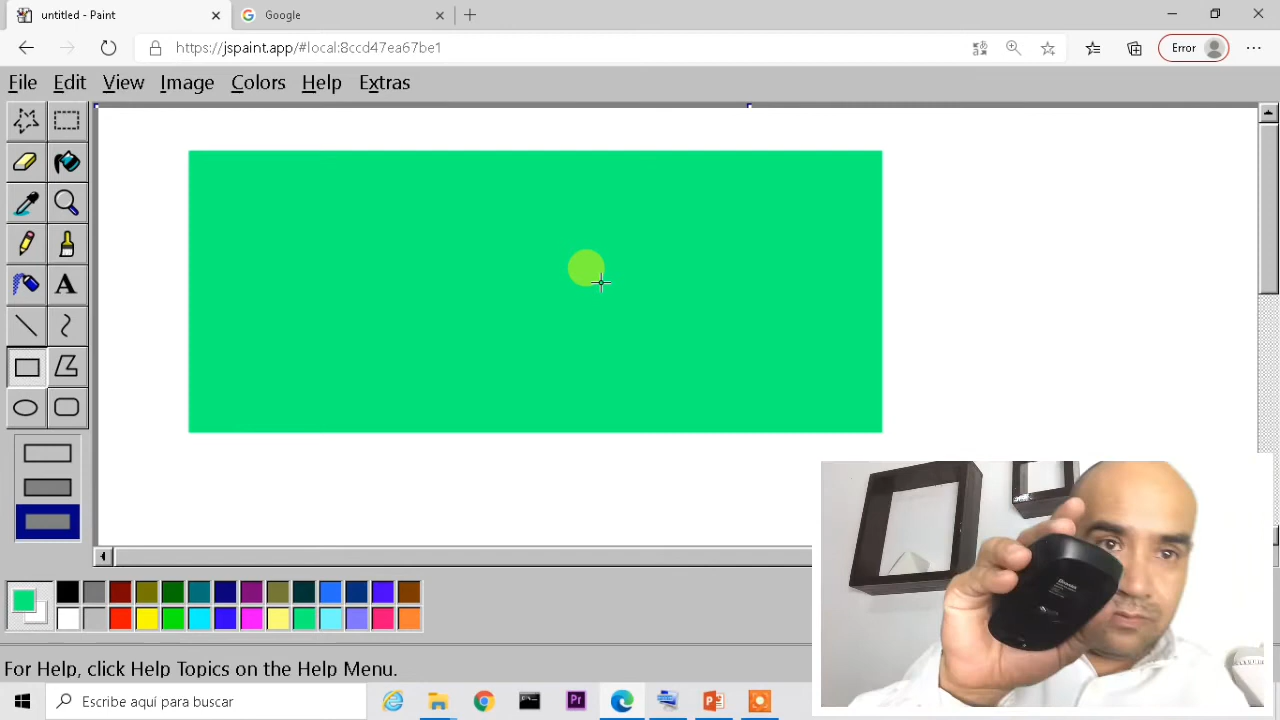 untitled - Paint
Google
https://jspaint.app/#local:8ccd47ea67be1
Error
File Edit View Image Colors Help Extras
A
For Help, click Help Topics on the Help Menu.
Escribe aquí para buscar
Pr